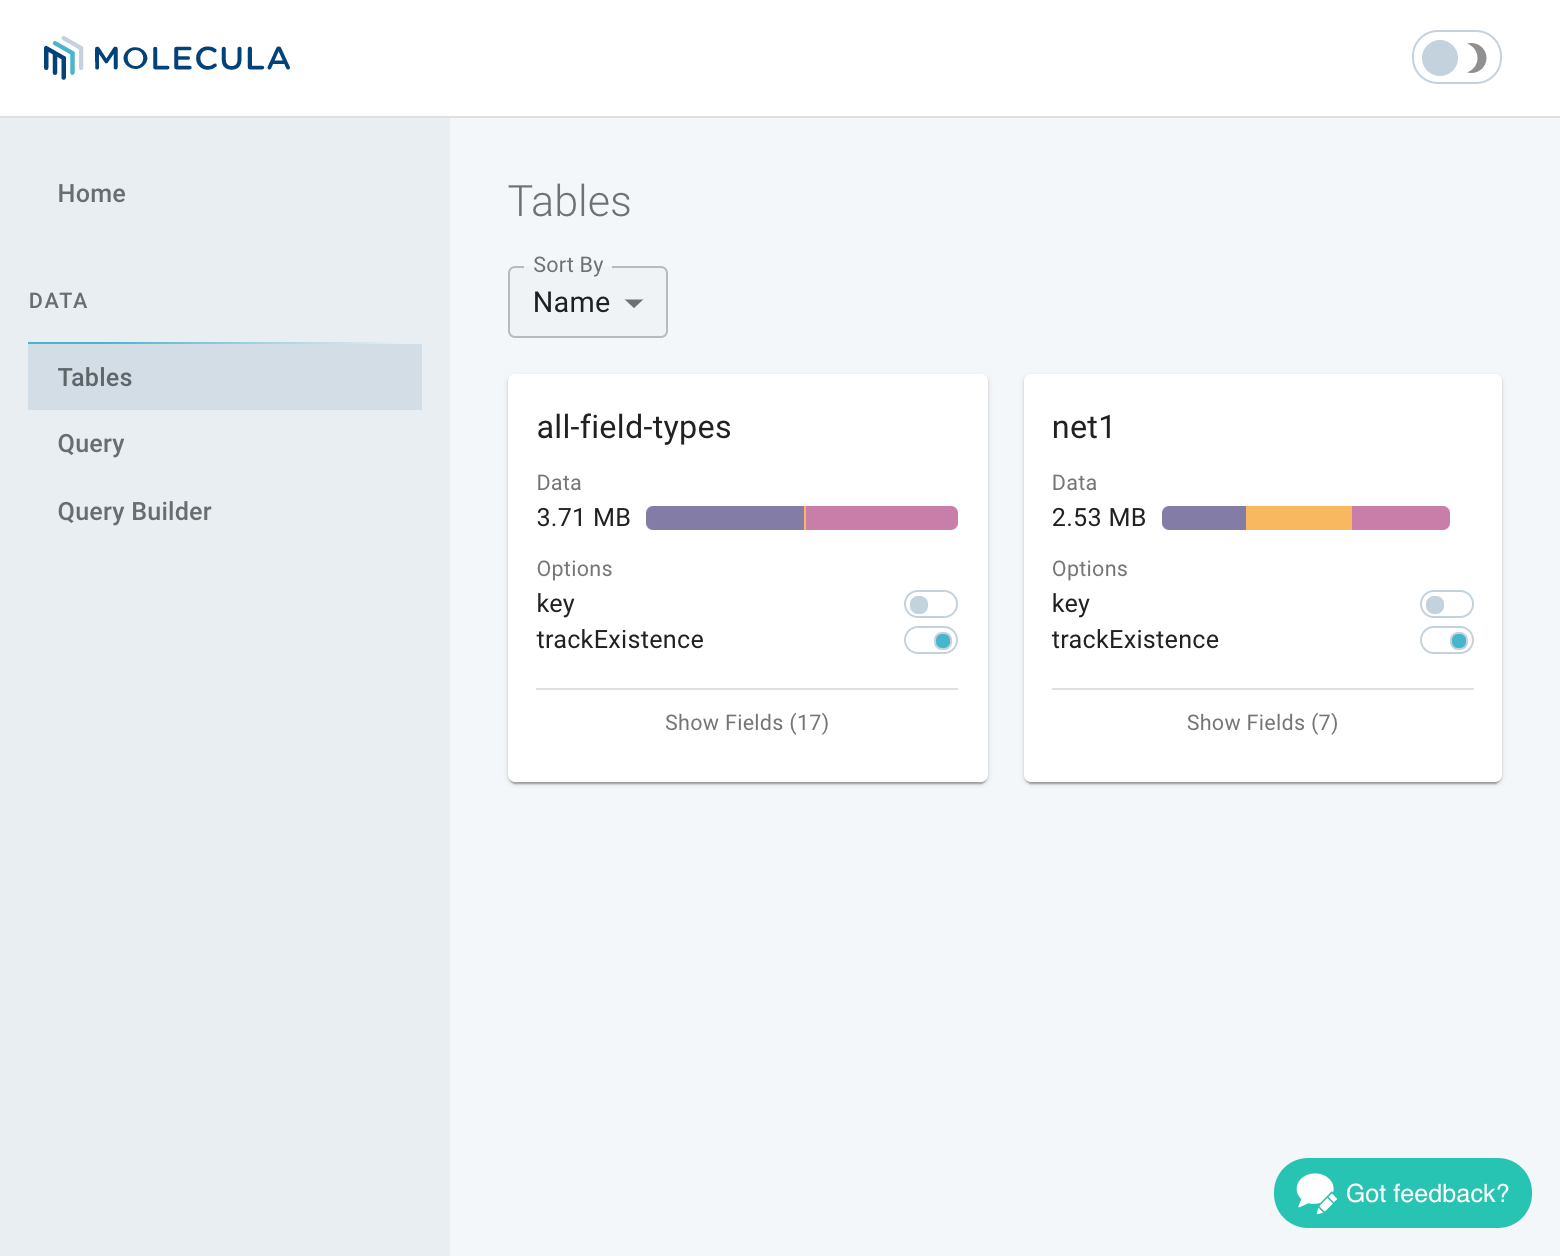 MOLECULA
Home
DATA
Tables
Query
Query Builder
Tables
Sort By
Name
all-field-types
Data
3.71 MB
Options
key
trackExistence
Show Fields (17)
net1
Data
2.53 MB
Options
key
trackExistence
Show Fields (7)
Got feedback?